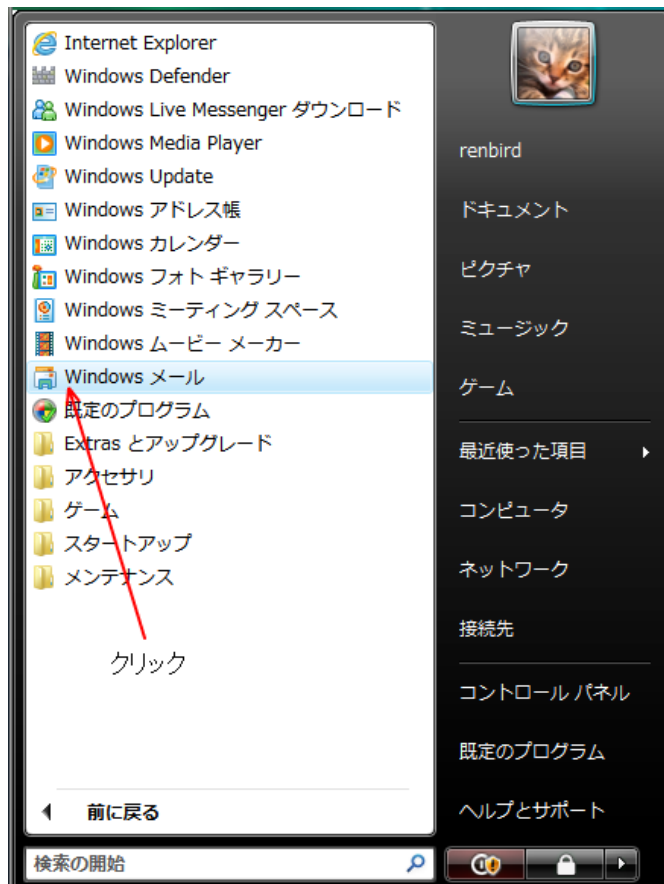 Internet Explorer
Windows Defender
Windows Live Messenger ダウンロード
Windows Media Player
Windows Update
Windows アドレス帳
Windows カレンダー
Windows フォト ギャラリー
Windows ミーティング スペース
Windows ムービー メーカー
Windows メール
既定のプログラム
Extras とアップグレード
アクセサリ
ゲーム
スタートアップ
メンテナンス
クリック
前に戻る
検索の開始
renbird
ドキュメント
ピクチャ
ミュージック
ゲーム
最近使った項目
コンピュータ
ネットワーク
接続先
コントロール パネル
既定のプログラム
ヘルプとサポート